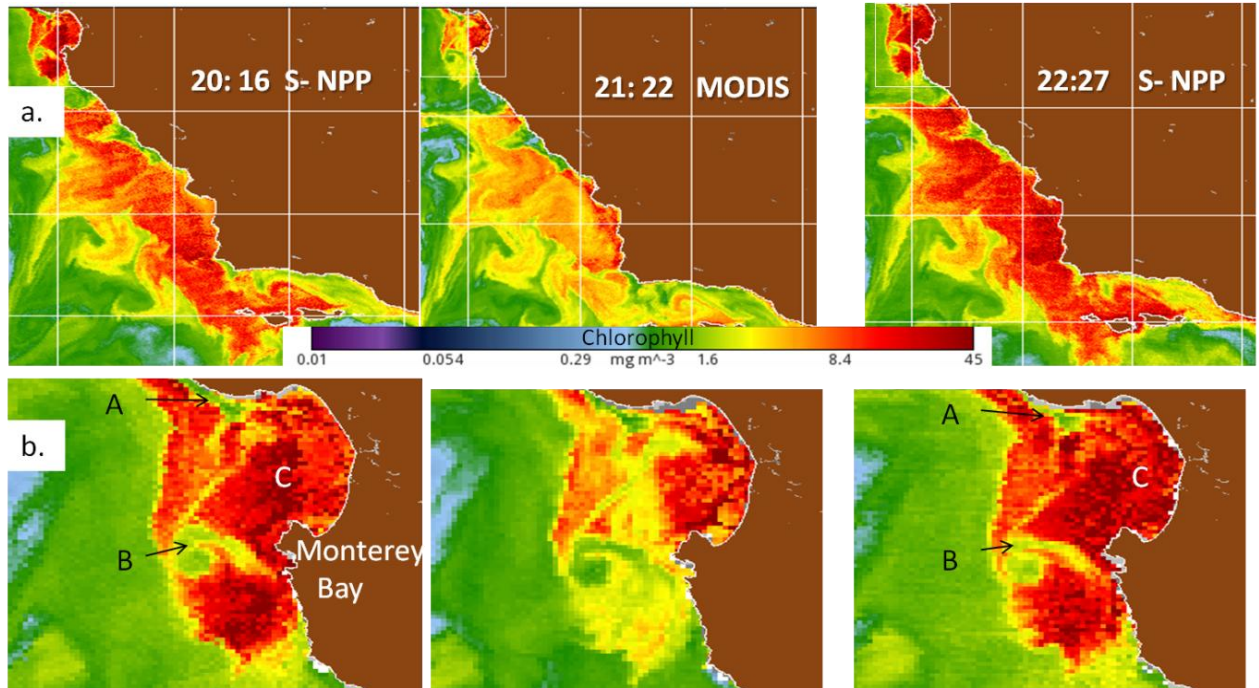 20: 16 S- NPP
21: 22 MODIS
22:27 S- NPP
a.
Chlorophyll
0.01 0.054 0.29 mg m^-3 1.6 8.4 45
b.
A
C
B
Monterey
Bay
A
C
B